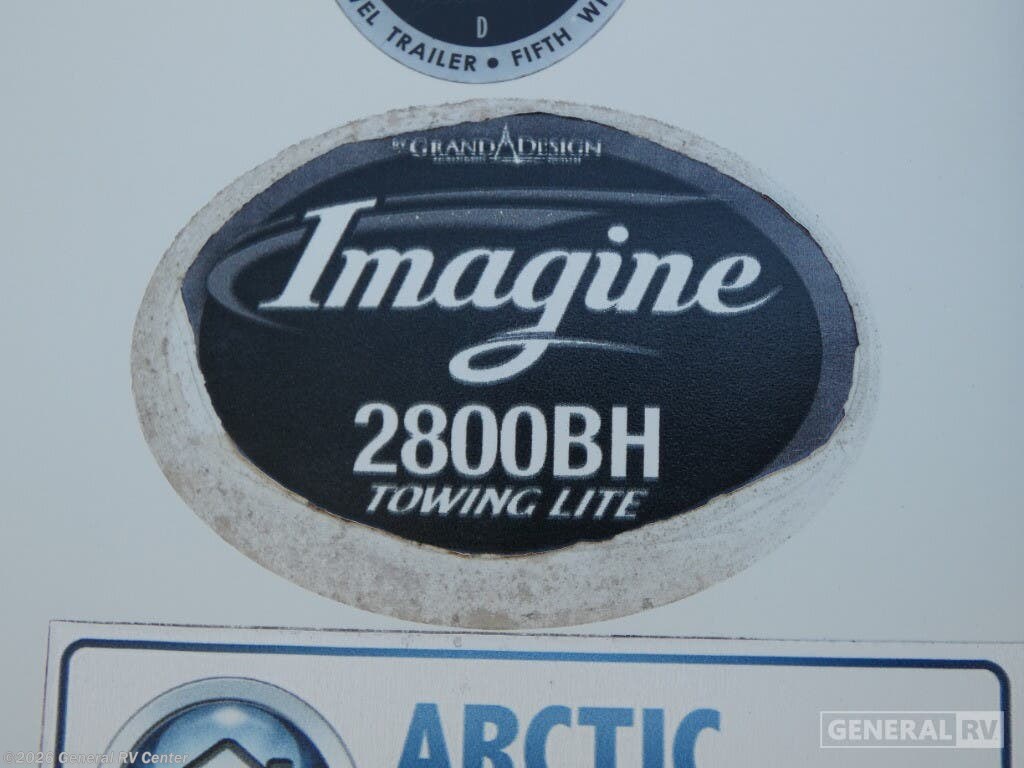 D
TRAILER • FIFTH
BY GRAND DESIGN
Imagine
2800BH
TOWING LITE
ARCTIC
GENERAL RV
©2026 General RV Center